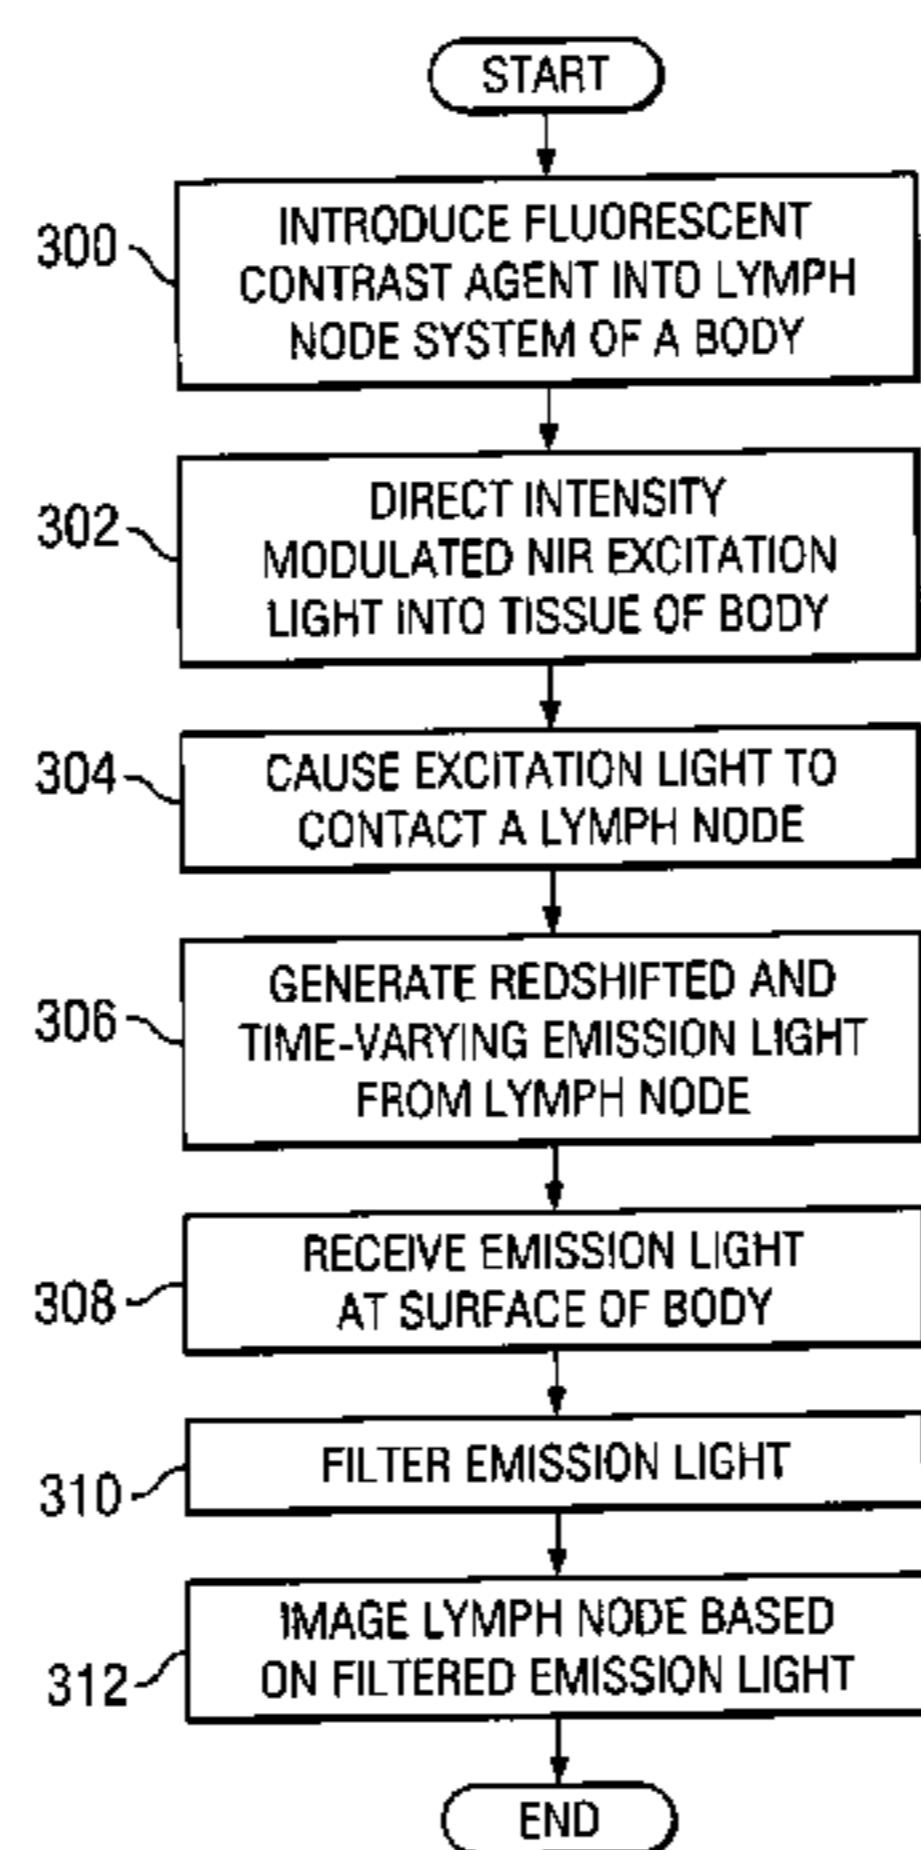 START
300
INTRODUCE FLUORESCENT
CONTRAST AGENT INTO LYMPH
NODE SYSTEM OF A BODY
302
DIRECT INTENSITY
MODULATED NIR EXCITATION
LIGHT INTO TISSUE OF BODY
304
CAUSE EXCITATION LIGHT TO
CONTACT A LYMPH NODE
306
GENERATE REDSHIFTED AND
TIME-VARYING EMISSION LIGHT
FROM LYMPH NODE
308
RECEIVE EMISSION LIGHT
AT SURFACE OF BODY
310
FILTER EMISSION LIGHT
312
IMAGE LYMPH NODE BASED
ON FILTERED EMISSION LIGHT
END